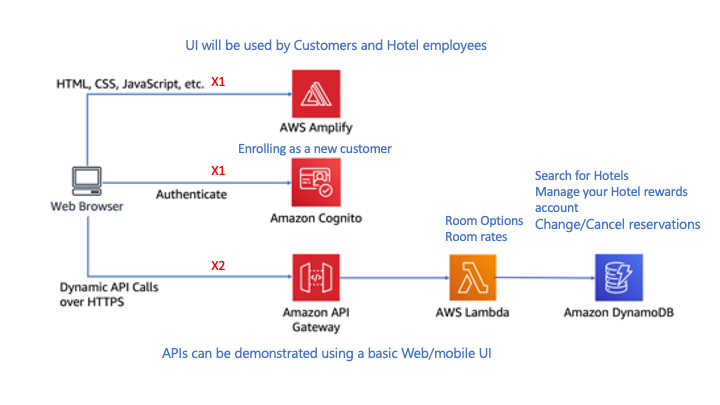 UI will be used by Customers and Hotel employees
HTML, CSS, JavaScript, etc. X1
AWS Amplify
Enrolling as a new customer
X1
Authenticate
Web Browser
Amazon Cognito
Search for Hotels
Manage your Hotel rewards
account
Change/Cancel reservations
Room Options
Room rates
X2
Dynamic API Calls
over HTTPS
Amazon API
Gateway
AWS Lambda
Amazon DynamoDB
APIs can be demonstrated using a basic Web/mobile UI